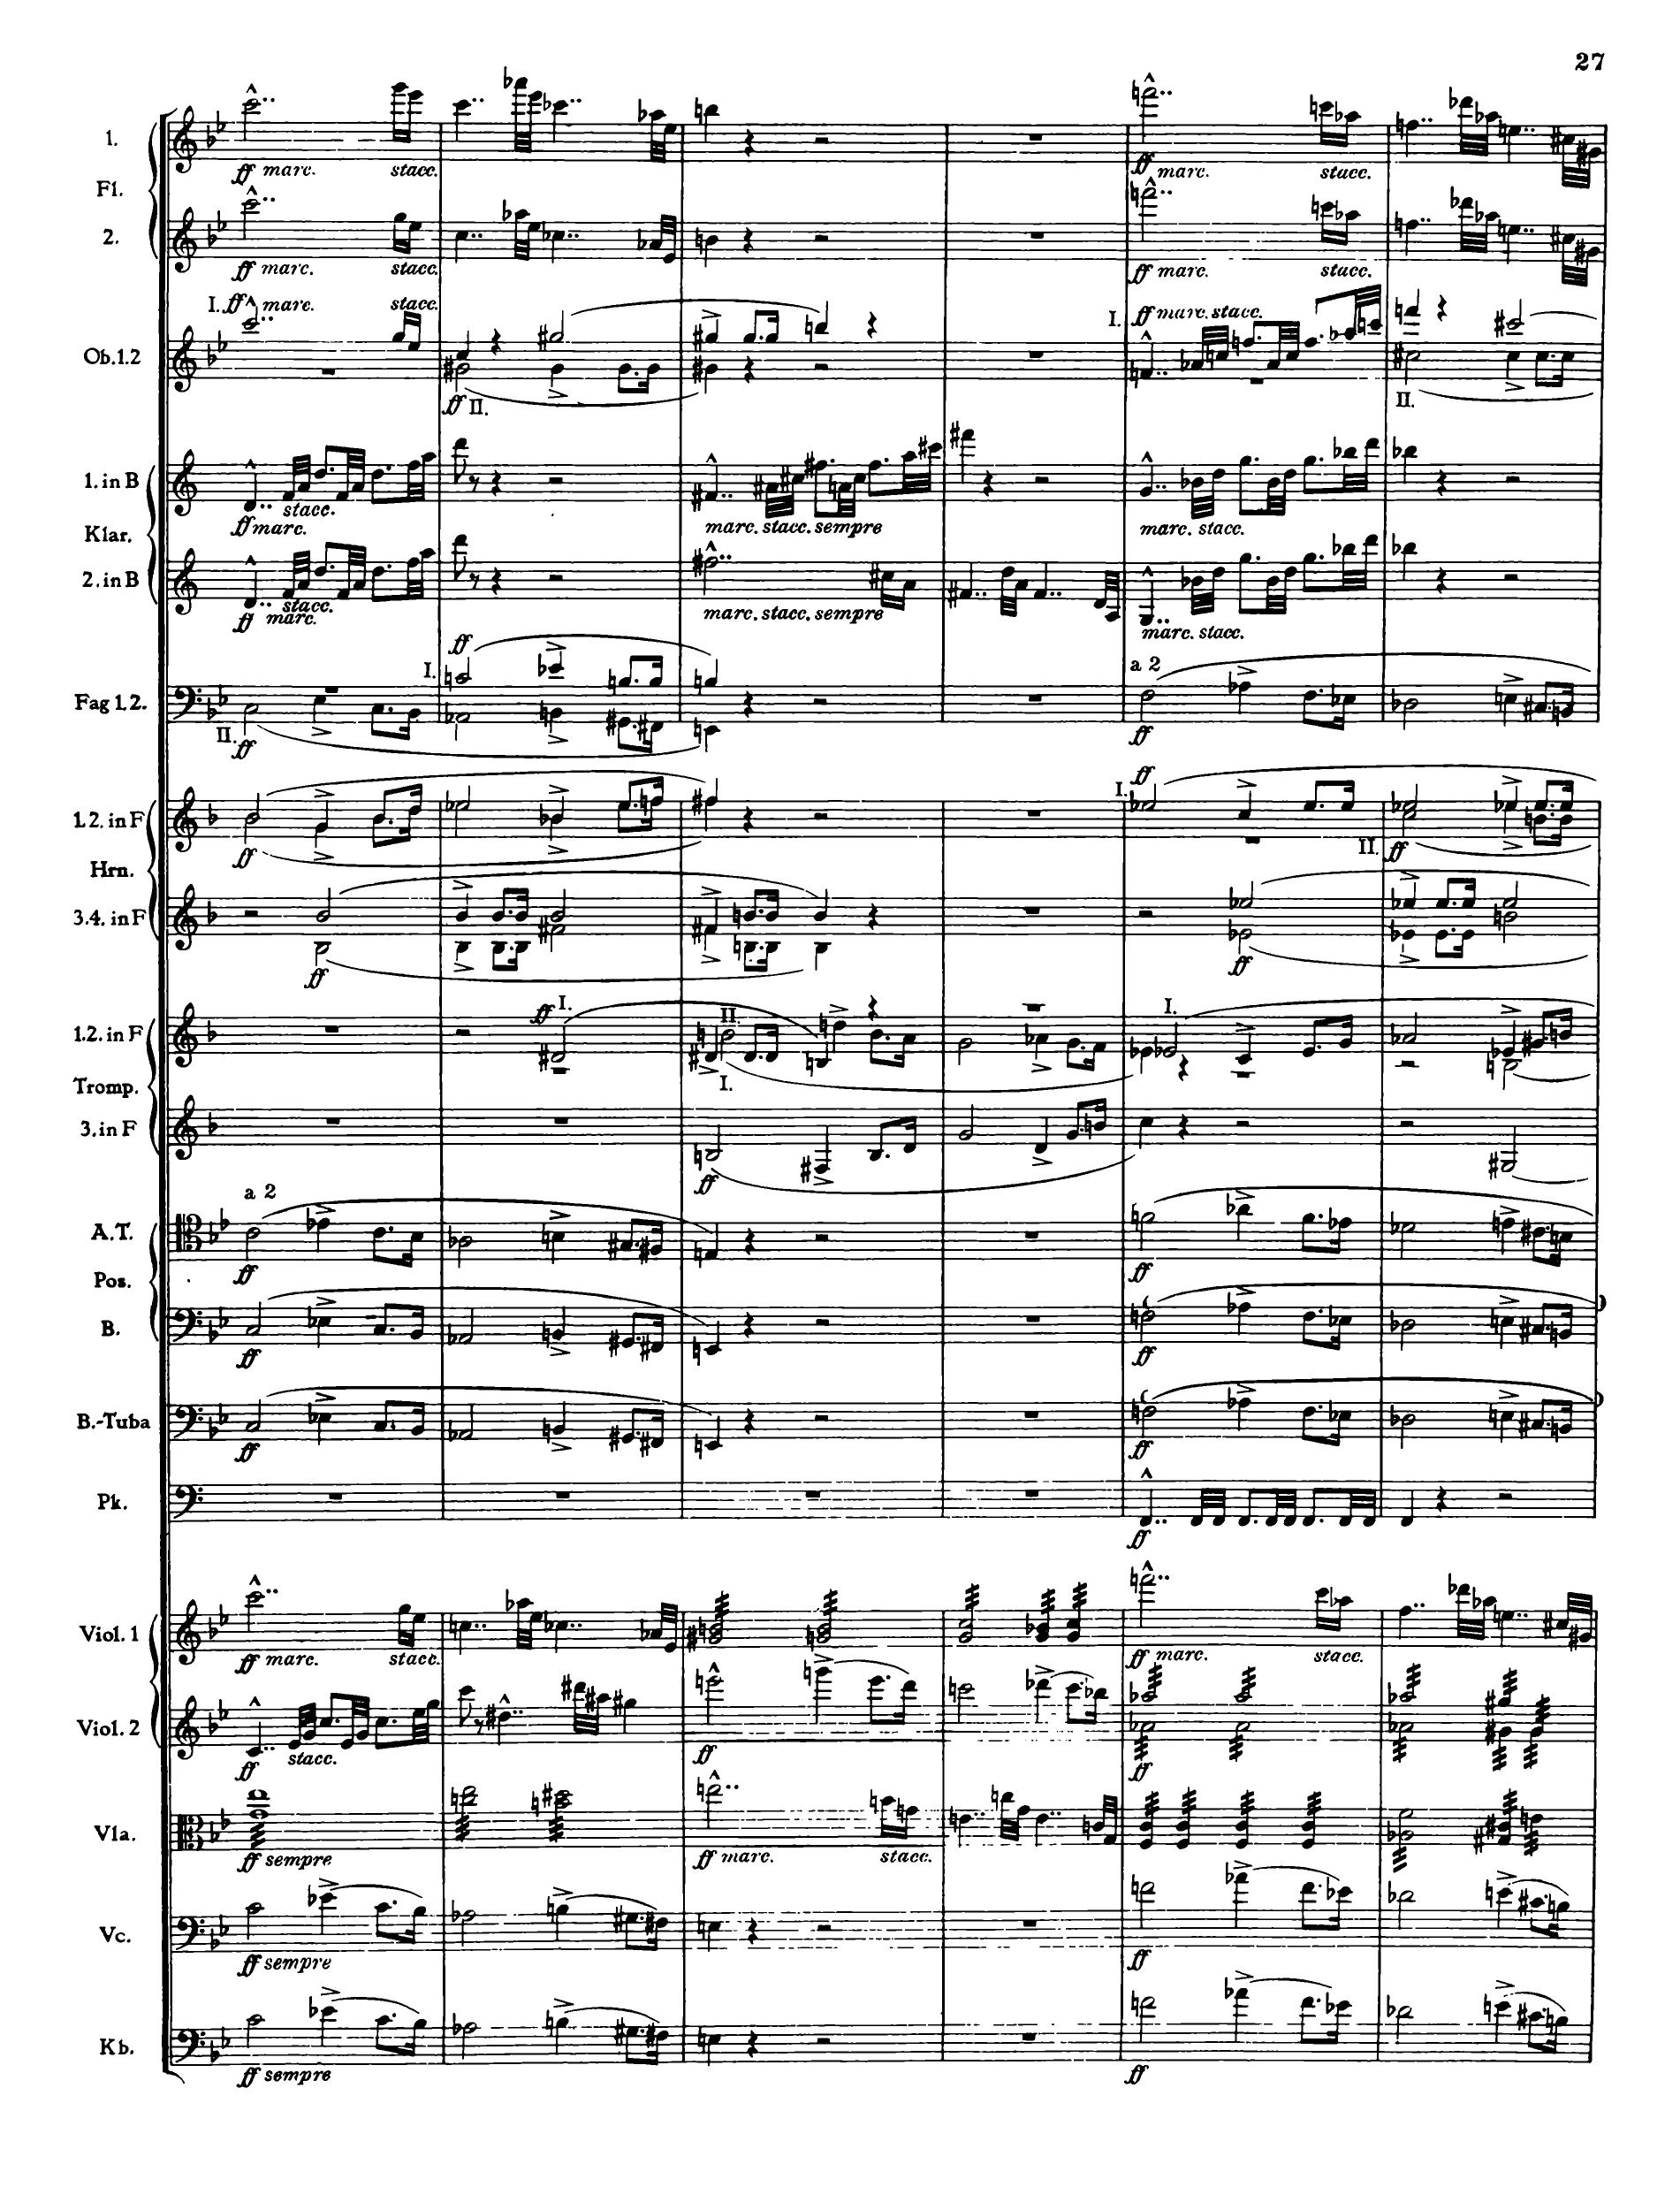 27
1.
ff marc. stacc. ff marc. stacc.
Fl.
2.
ff marc. stacc. ff marc. stacc.
I. ff marc. stacc. I. ff marc. stacc.
Ob. 1.2
ff II. II.
1. in B
stacc.
ff marc. marc. stacc. sempre marc. stacc.
Klar.
2. in B
stacc.
ff marc. marc. stacc. sempre marc. stacc.
ff
I. a 2
Fag 1.2.
II. ff ff
ff
I.
1.2. in F
ff II. ff
Hrn.
3.4. in F
ff ff
ff I. II. I.
1.2. in F
I.
Tromp.
3. in F
ff
a 2
A.T.
ff ff
Pos.
B.
ff ff
B.-Tuba
ff ff
Pk.
ff
Viol. 1
ff marc. stacc. ff marc. stacc.
Viol. 2
ff stacc. ff ff
Vla.
ff sempre ff marc. stacc.
Vc.
ff sempre ff
Kb.
ff sempre ff